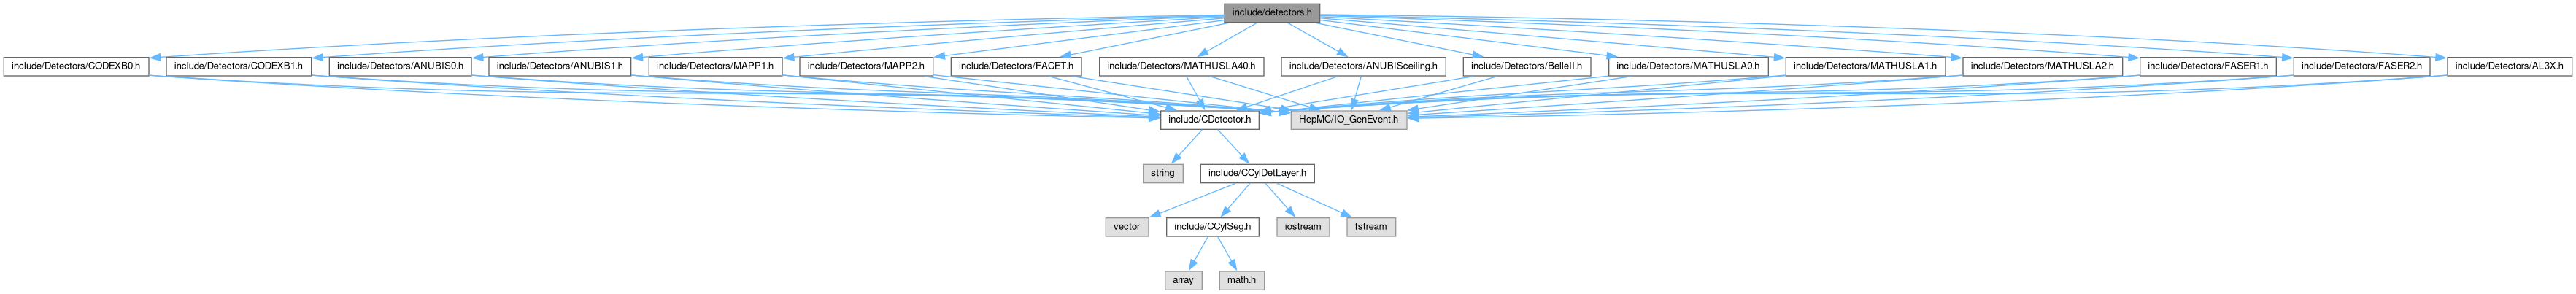 include/detectors.h
include/Detectors/CODEXB0.h
include/Detectors/CODEXB1.h
include/Detectors/ANUBIS0.h
include/Detectors/ANUBIS1.h
include/Detectors/MAPP1.h
include/Detectors/MAPP2.h
include/Detectors/FACET.h
include/Detectors/MATHUSLA40.h
include/Detectors/ANUBISceiling.h
include/Detectors/BelleII.h
include/Detectors/MATHUSLA0.h
include/Detectors/MATHUSLA1.h
include/Detectors/MATHUSLA2.h
include/Detectors/FASER1.h
include/Detectors/FASER2.h
include/Detectors/AL3X.h
include/CDetector.h
HepMC/IO_GenEvent.h
string
include/CCylDetLayer.h
vector
include/CCylSeg.h
iostream
fstream
array
math.h